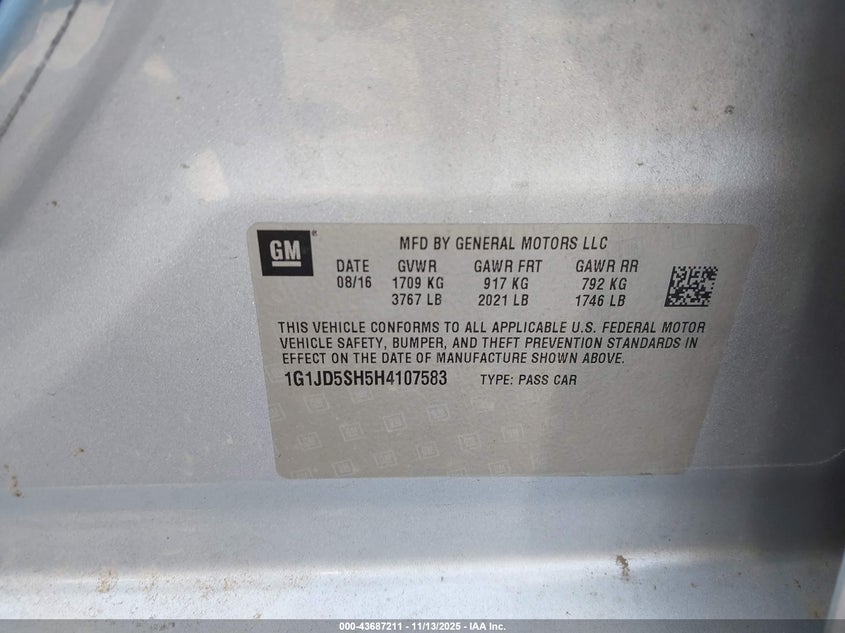 GM ®
MFD BY GENERAL MOTORS LLC
DATE GVWR GAWR FRT GAWR RR
08/16 1709 KG 917 KG 792 KG
3767 LB 2021 LB 1746 LB
THIS VEHICLE CONFORMS TO ALL APPLICABLE U.S. FEDERAL MOTOR
VEHICLE SAFETY, BUMPER, AND THEFT PREVENTION STANDARDS IN
EFFECT ON THE DATE OF MANUFACTURE SHOWN ABOVE.
1G1JD5SH5H4107583 TYPE: PASS CAR
000-43687211 - 11/13/2025 - IAA Inc.